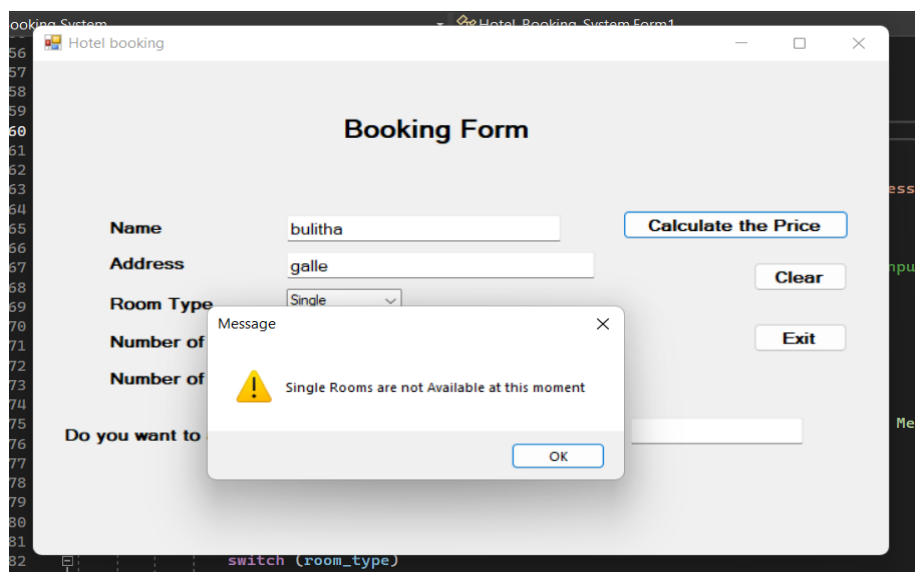 ooking System Hotel_Booking_System.Form1
Hotel booking
Booking Form
Name bulitha Calculate the Price
Address galle
Clear
Room Type Single
Message
Number of
Exit
Number of
Single Rooms are not Available at this moment
Do you want to
OK
56
57
58
59
60
61
62
63
64
65
66
67
68
69
70
71
72
73
74
75
76
77
78
79
80
81
82 switch (room_type)
ess
npu
Me